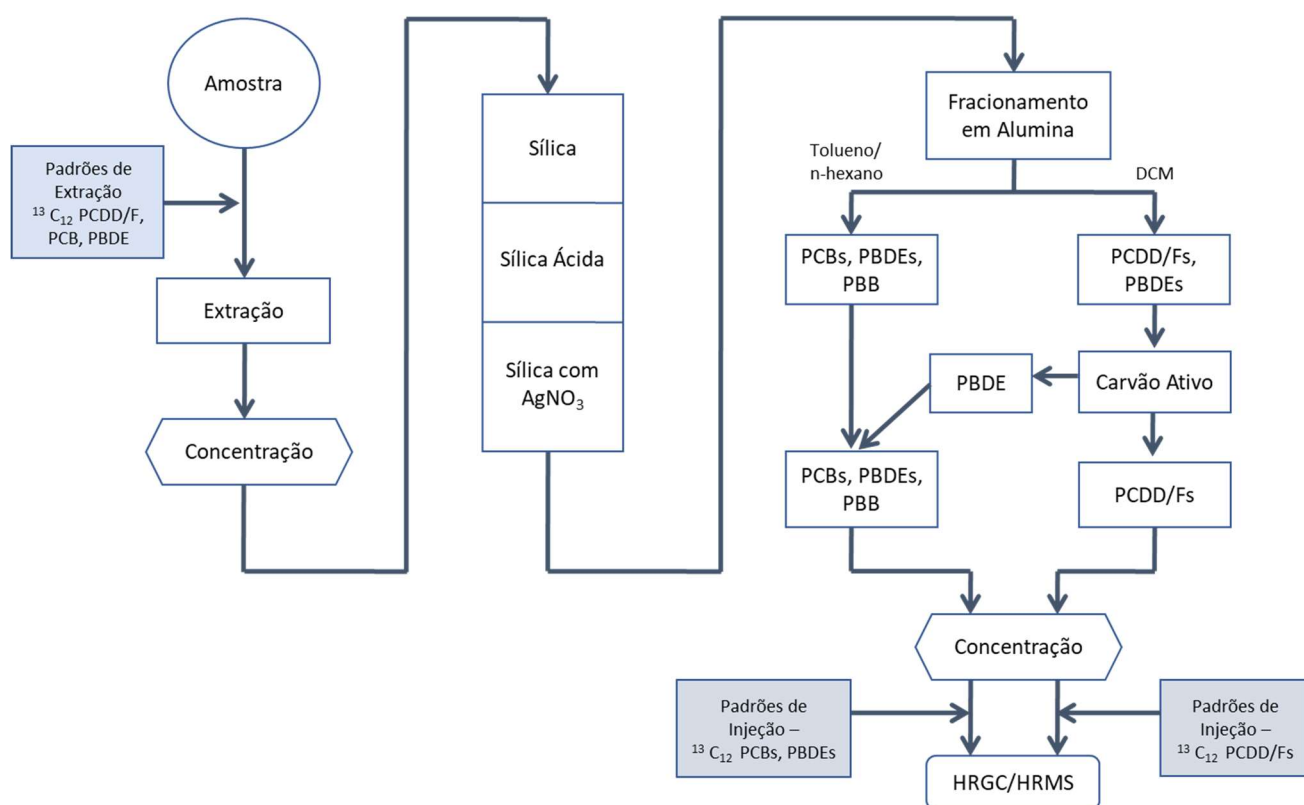 Amostra
Padrões de
Extração
¹³ C₁₂ PCDD/F,
PCB, PBDE
Extração
Concentração
Sílica
Sílica Ácida
Sílica com
AgNO₃
Fracionamento
em Alumina
Tolueno/
n-hexano
DCM
PCBs, PBDEs,
PBB
PCDD/Fs,
PBDEs
PBDE
Carvão Ativo
PCBs, PBDEs,
PBB
PCDD/Fs
Concentração
Padrões de
Injeção –
¹³ C₁₂ PCBs, PBDEs
Padrões de
Injeção –
¹³ C₁₂ PCDD/Fs
HRGC/HRMS